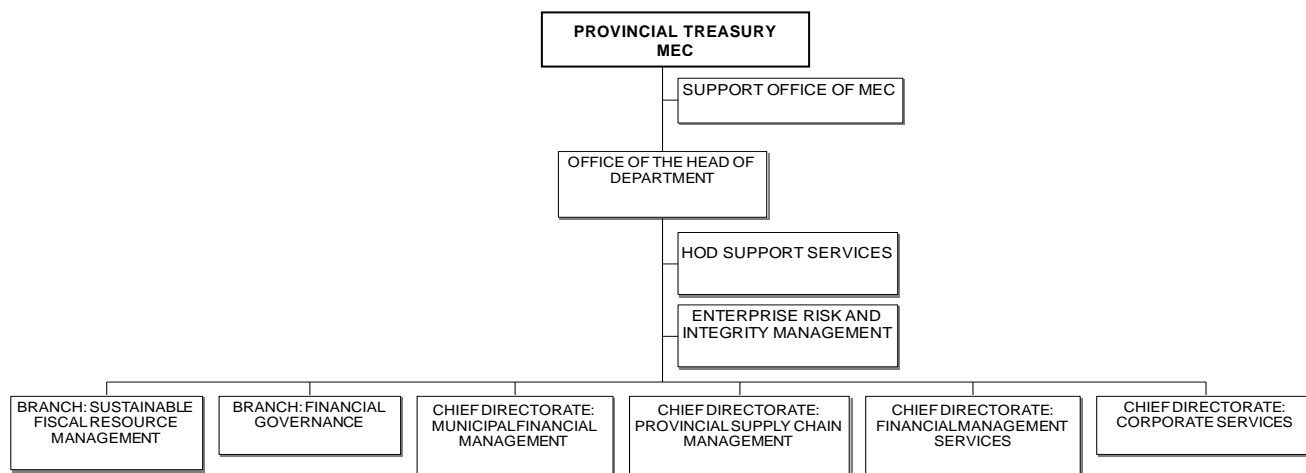 PROVINCIAL TREASURY
MEC
SUPPORT OFFICE OF MEC
OFFICE OF THE HEAD OF
DEPARTMENT
HOD SUPPORT SERVICES
ENTERPRISE RISK AND
INTEGRITY MANAGEMENT
BRANCH: SUSTAINABLE
FISCAL RESOURCE
MANAGEMENT
BRANCH: FINANCIAL
GOVERNANCE
CHIEF DIRECTORATE:
MUNICIPAL FINANCIAL
MANAGEMENT
CHIEF DIRECTORATE:
PROVINCIAL SUPPLY CHAIN
MANAGEMENT
CHIEF DIRECTORATE:
FINANCIAL MANAGEMENT
SERVICES
CHIEF DIRECTORATE:
CORPORATE SERVICES